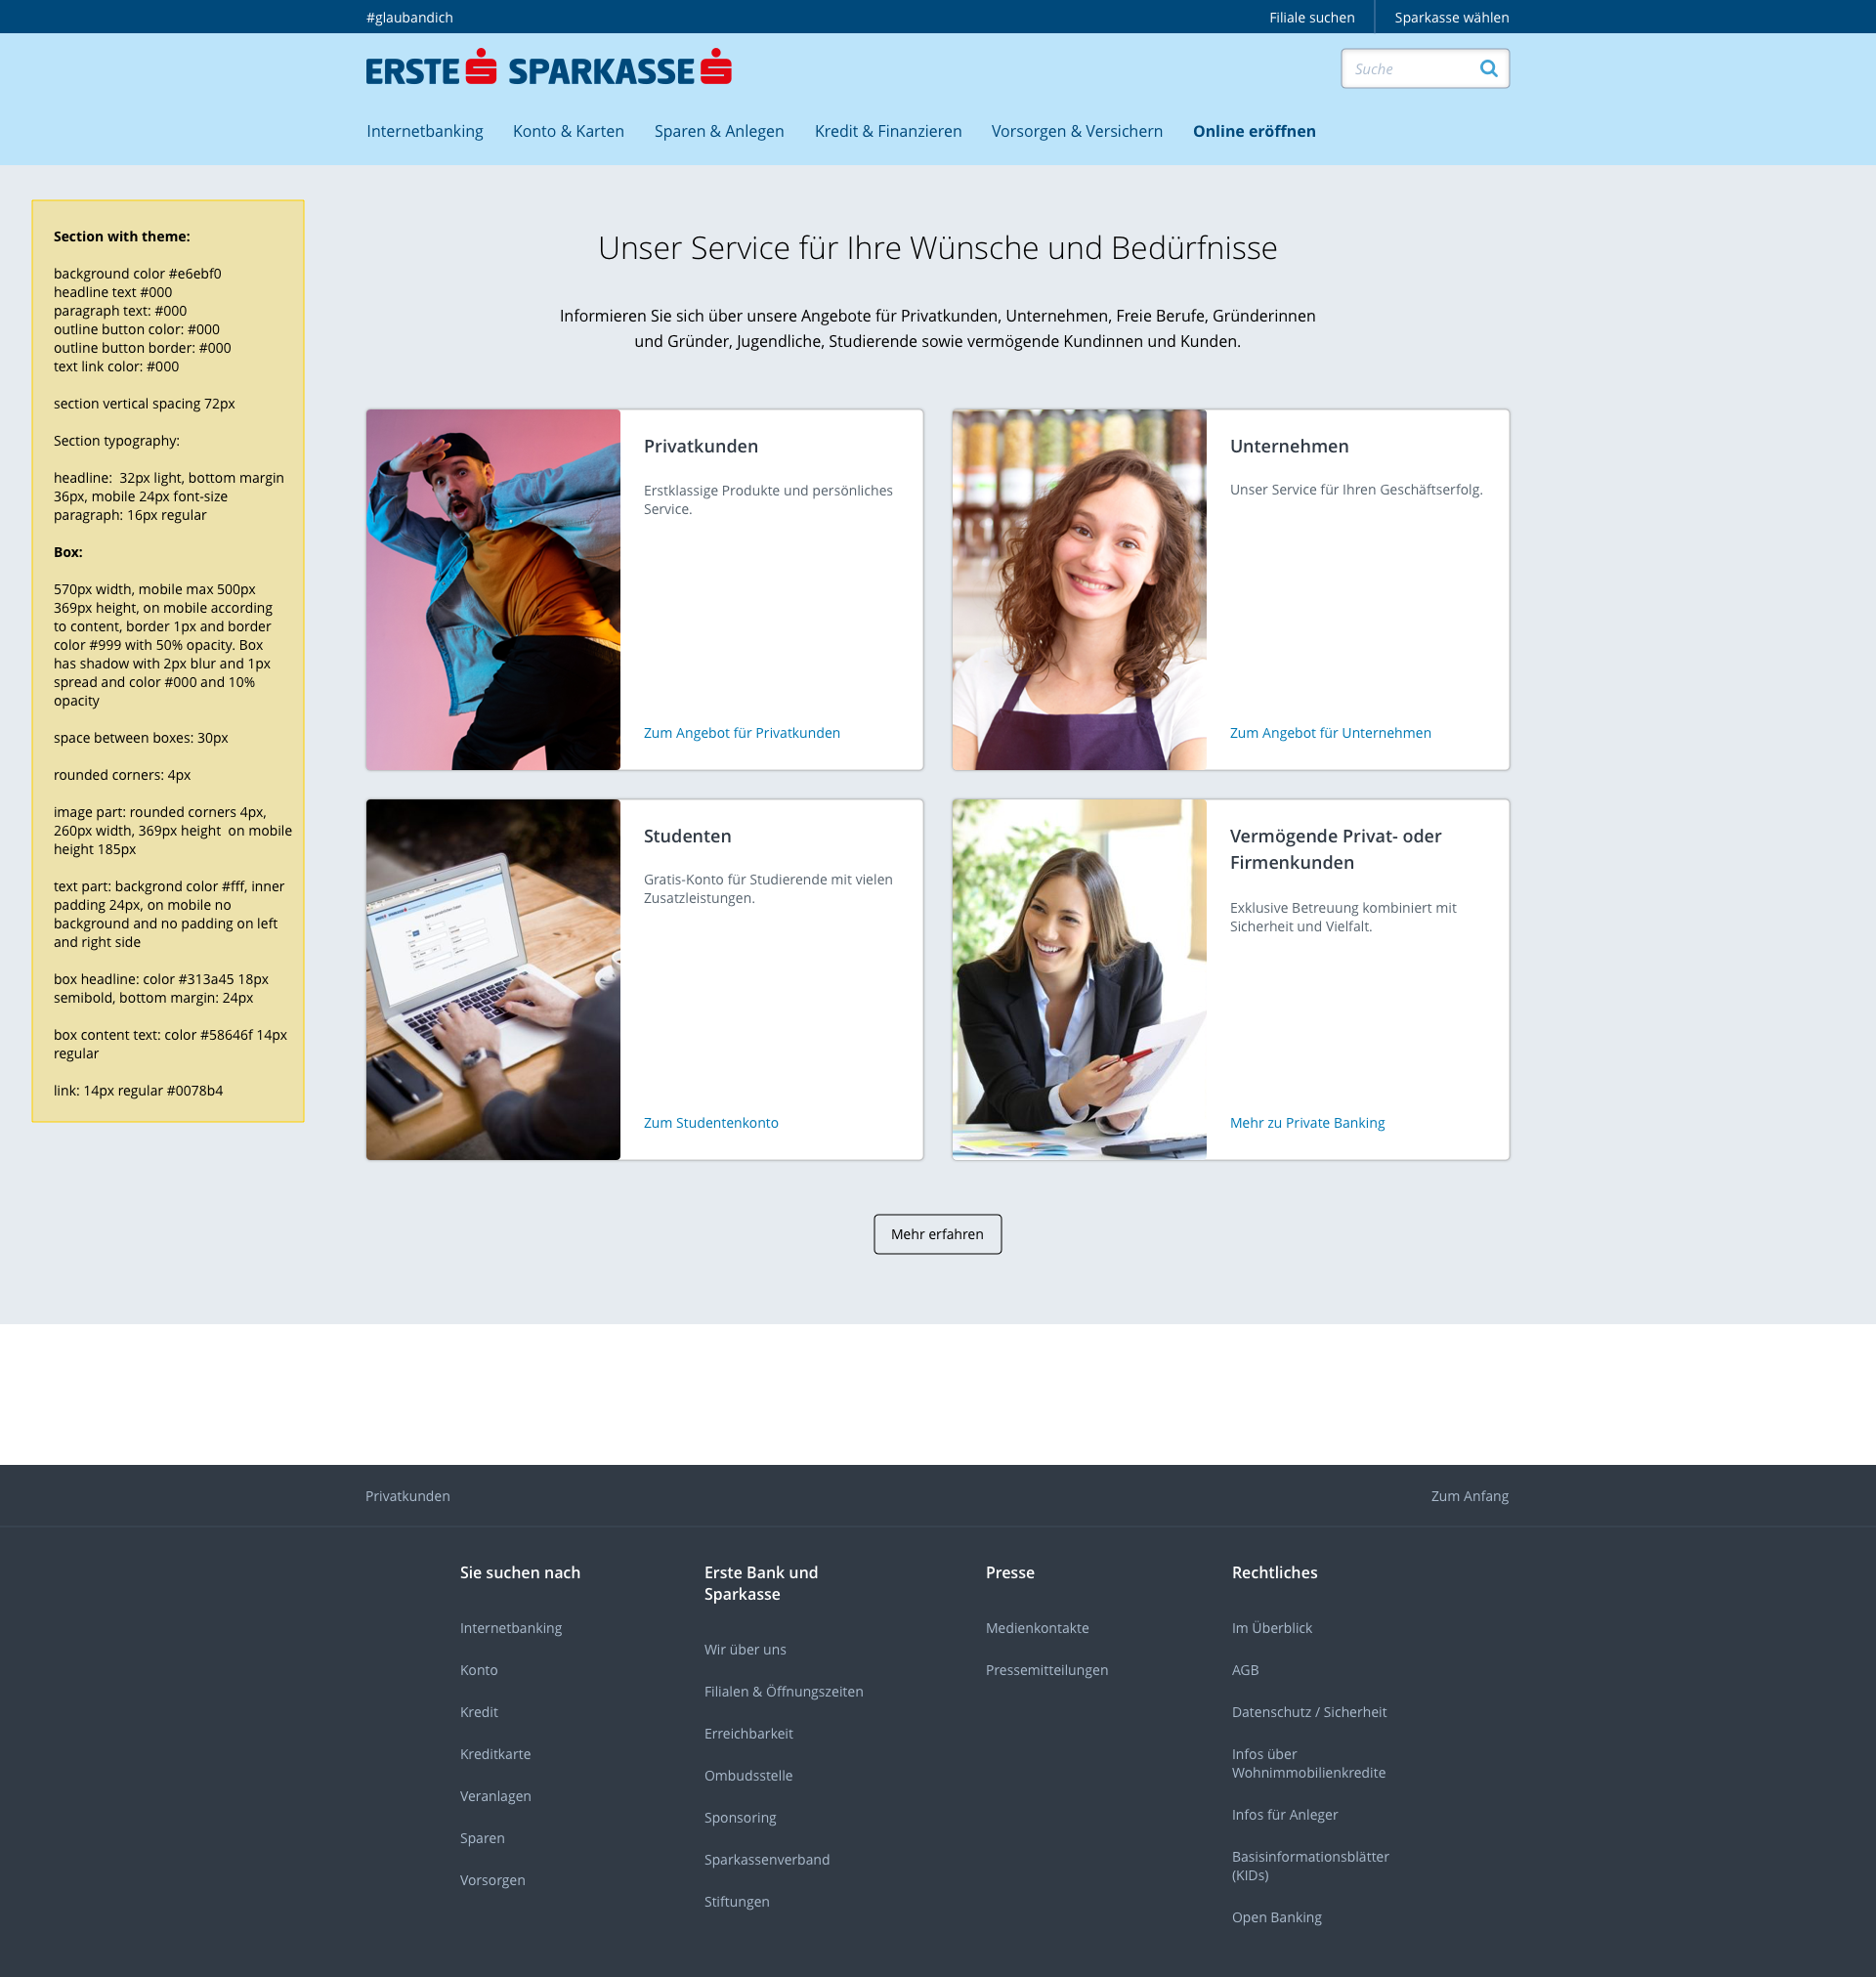 #glaubandich
Filiale suchen
Sparkasse wählen
ERSTE SPARKASSE
Suche
Internetbanking
Konto & Karten
Sparen & Anlegen
Kredit & Finanzieren
Vorsorgen & Versichern
Online eröffnen
Section with theme:
background color #e6ebf0
headline text #000
paragraph text: #000
outline button color: #000
outline button border: #000
text link color: #000
section vertical spacing 72px
Section typography:
headline:  32px light, bottom margin
36px, mobile 24px font-size
paragraph: 16px regular
Box:
570px width, mobile max 500px
369px height, on mobile according
to content, border 1px and border
color #999 with 50% opacity. Box
has shadow with 2px blur and 1px
spread and color #000 and 10%
opacity
space between boxes: 30px
rounded corners: 4px
image part: rounded corners 4px,
260px width, 369px height  on mobile
height 185px
text part: backgrond color #fff, inner
padding 24px, on mobile no
background and no padding on left
and right side
box headline: color #313a45 18px
semibold, bottom margin: 24px
box content text: color #58646f 14px
regular
link: 14px regular #0078b4
Unser Service für Ihre Wünsche und Bedürfnisse
Informieren Sie sich über unsere Angebote für Privatkunden, Unternehmen, Freie Berufe, Gründerinnen
und Gründer, Jugendliche, Studierende sowie vermögende Kundinnen und Kunden.
Privatkunden
Erstklassige Produkte und persönliches
Service.
Zum Angebot für Privatkunden
Unternehmen
Unser Service für Ihren Geschäftserfolg.
Zum Angebot für Unternehmen
Studenten
Gratis-Konto für Studierende mit vielen
Zusatzleistungen.
Zum Studentenkonto
Vermögende Privat- oder
Firmenkunden
Exklusive Betreuung kombiniert mit
Sicherheit und Vielfalt.
Mehr zu Private Banking
Mehr erfahren
Privatkunden
Zum Anfang
Sie suchen nach
Internetbanking
Konto
Kredit
Kreditkarte
Veranlagen
Sparen
Vorsorgen
Erste Bank und
Sparkasse
Wir über uns
Filialen & Öffnungszeiten
Erreichbarkeit
Ombudsstelle
Sponsoring
Sparkassenverband
Stiftungen
Presse
Medienkontakte
Pressemitteilungen
Rechtliches
Im Überblick
AGB
Datenschutz / Sicherheit
Infos über
Wohnimmobilienkredite
Infos für Anleger
Basisinformationsblätter
(KIDs)
Open Banking